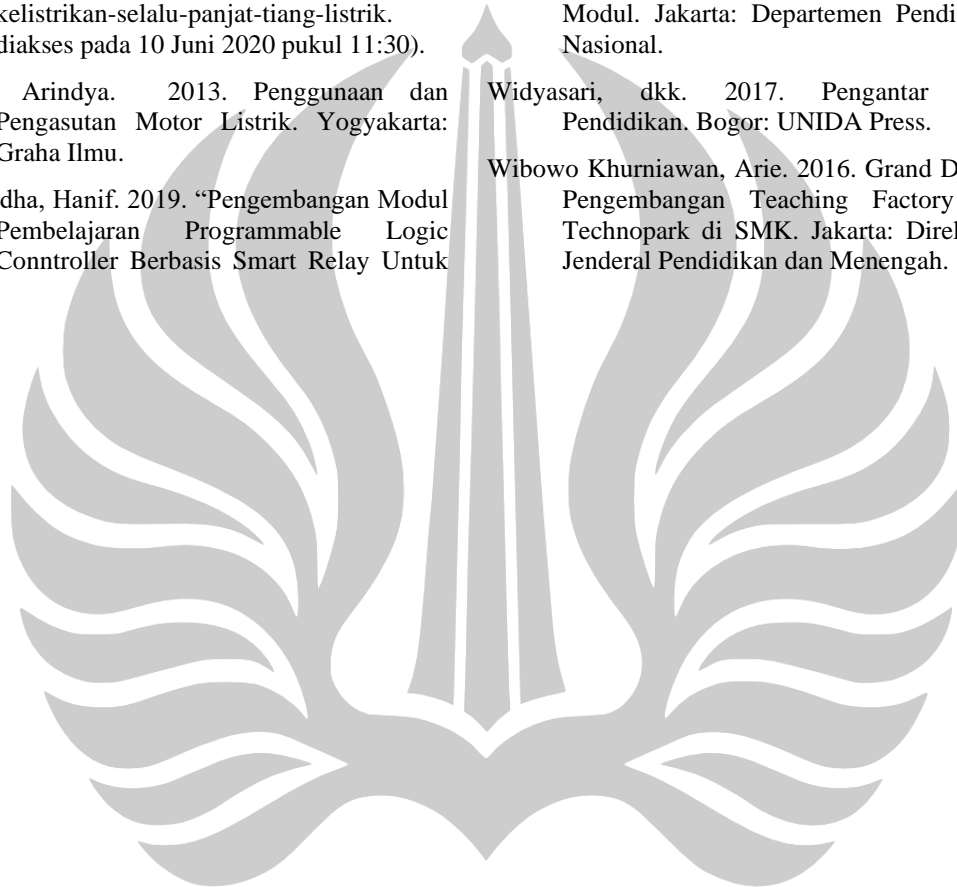 kelistrikan-selalu-panjat-tiang-listrik.
diakses pada 10 Juni 2020 pukul 11:30).
Arindya. 2013. Penggunaan dan
Pengasutan Motor Listrik. Yogyakarta:
Graha Ilmu.
dha, Hanif. 2019. “Pengembangan Modul
Pembelajaran Programmable Logic
Conntroller Berbasis Smart Relay Untuk
Modul. Jakarta: Departemen Pendi
Nasional.
Widyasari, dkk. 2017. Pengantar
Pendidikan. Bogor: UNIDA Press.
Wibowo Khurniawan, Arie. 2016. Grand D
Pengembangan Teaching Factory
Technopark di SMK. Jakarta: Direk
Jenderal Pendidikan dan Menengah.